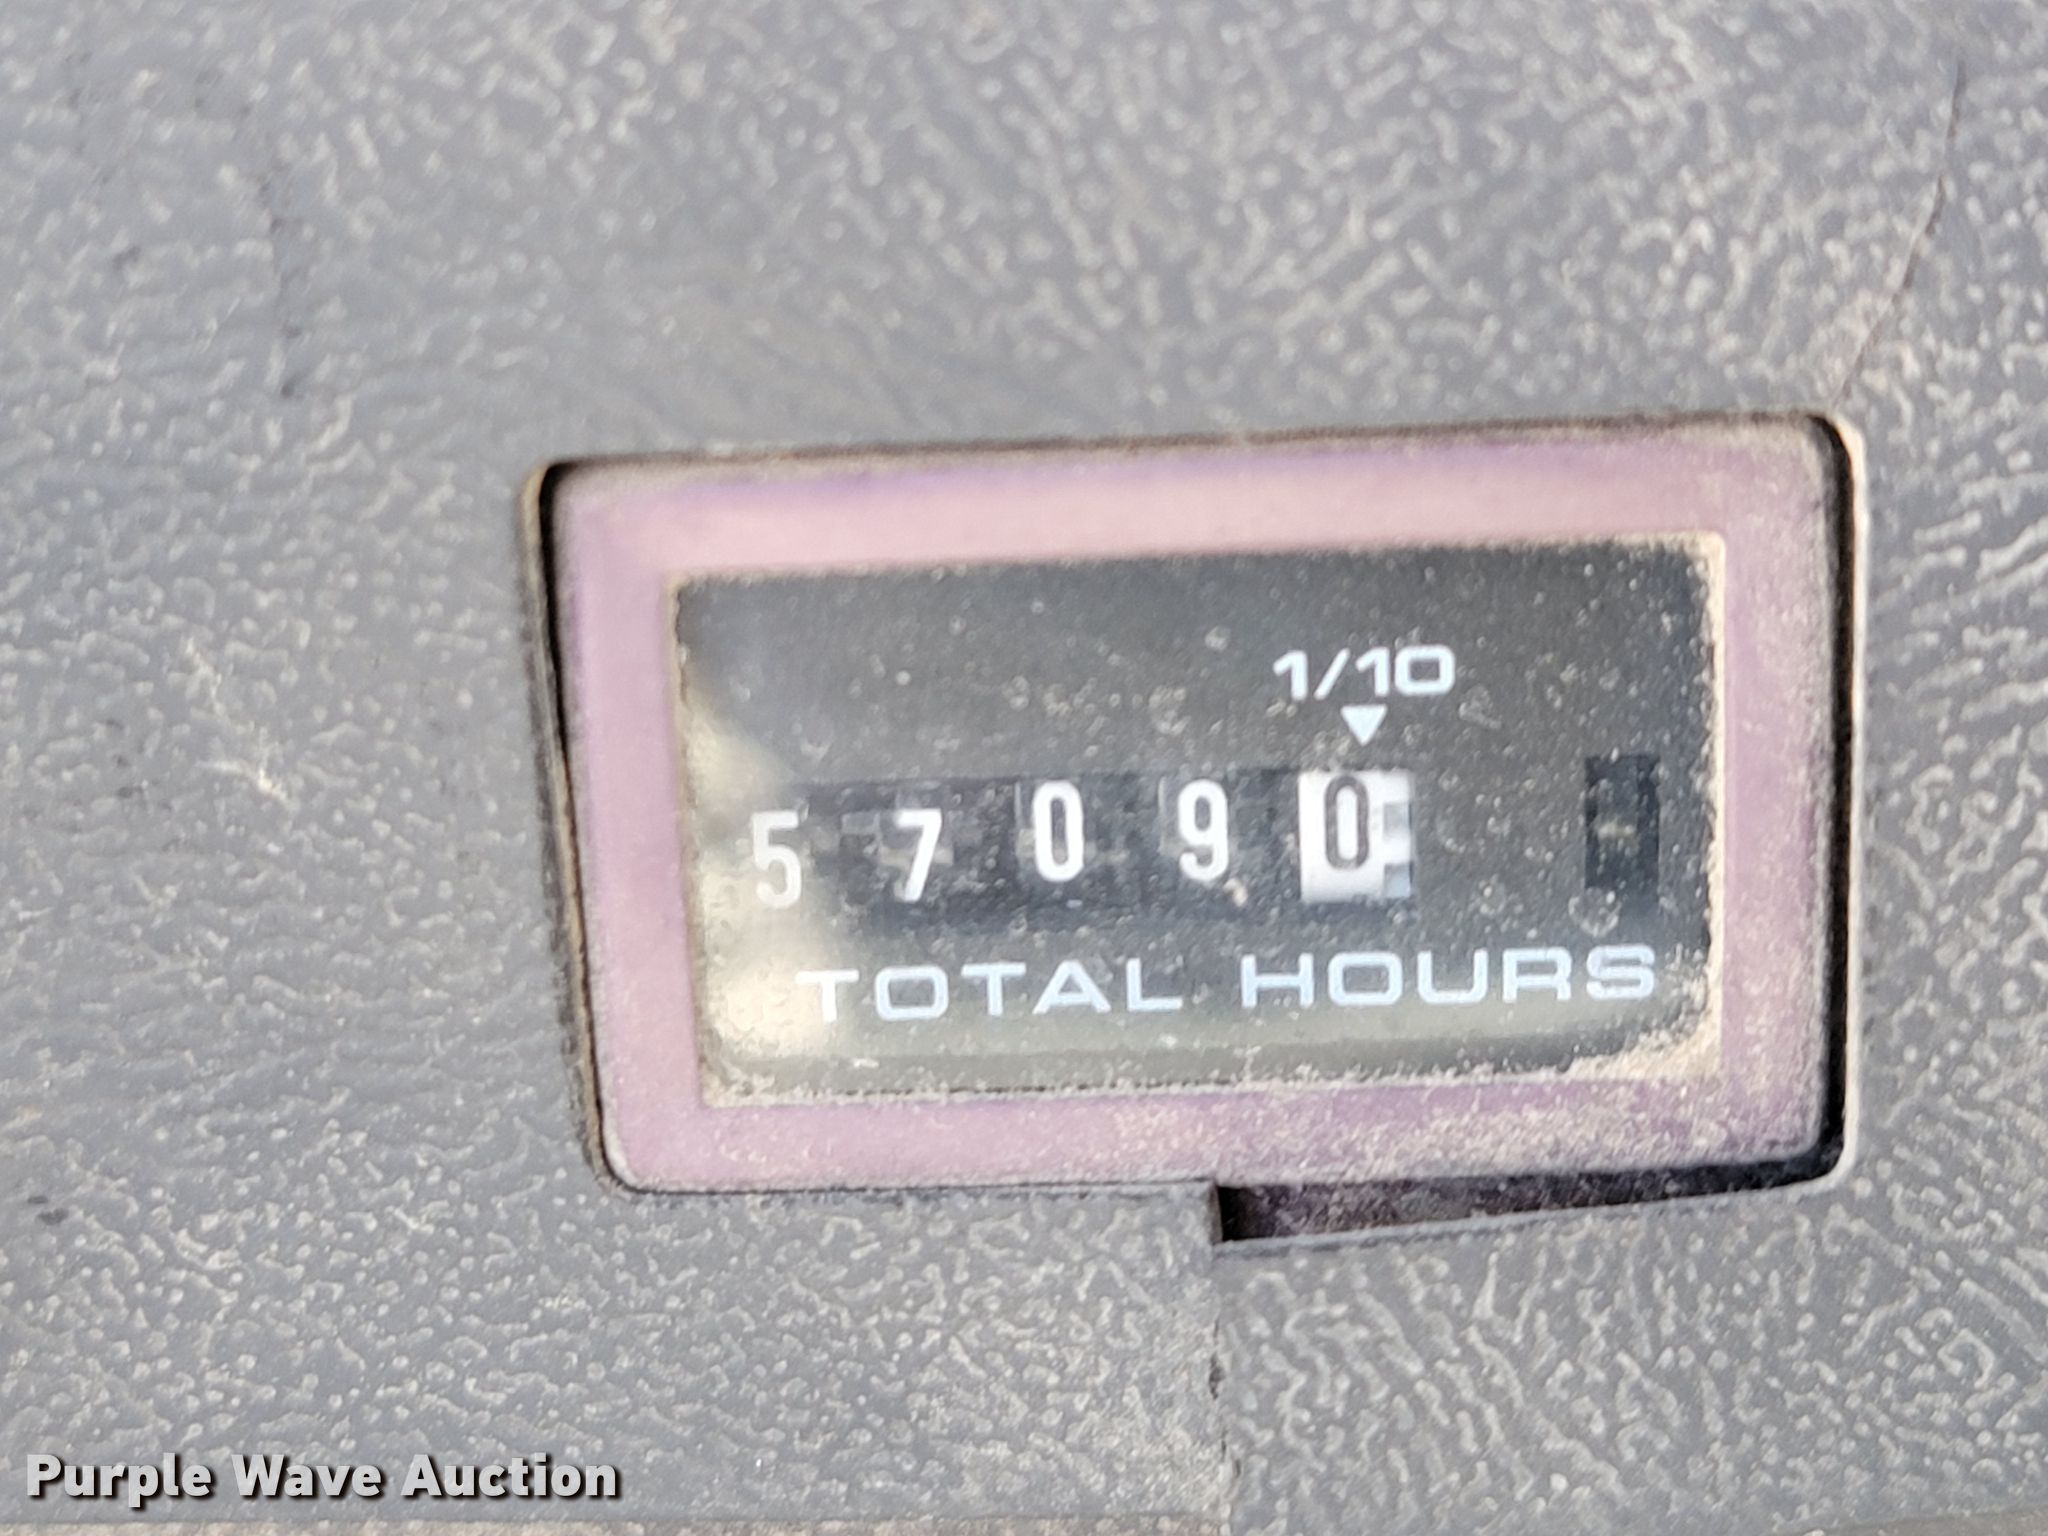 1/10
57090
TOTAL HOURS
Purple Wave Auction